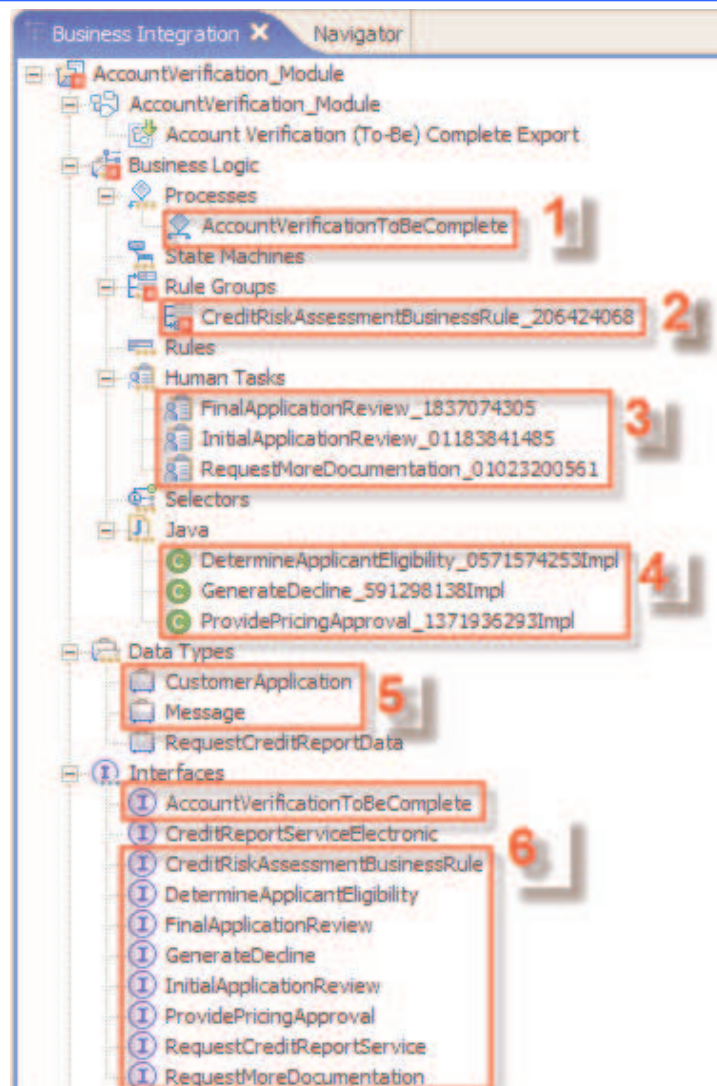 Business Integration Navigator
AccountVerification_Module
AccountVerification_Module
Account Verification (To-Be) Complete Export
Business Logic
Processes
AccountVerificationToBeComplete 1
State Machines
Rule Groups
CreditRiskAssessmentBusinessRule_206424068 2
Rules
Human Tasks
FinalApplicationReview_1837074305 3
InitialApplicationReview_01183841485
RequestMoreDocumentation_01023200561
Selectors
Java
DetermineApplicantEligibility_0571574253Impl 4
GenerateDecline_591298138Impl
ProvidePricingApproval_1371936293Impl
Data Types
CustomerApplication 5
Message
RequestCreditReportData
Interfaces
AccountVerificationToBeComplete
CreditReportServiceElectronic
CreditRiskAssessmentBusinessRule 6
DetermineApplicantEligibility
FinalApplicationReview
GenerateDecline
InitialApplicationReview
ProvidePricingApproval
RequestCreditReportService
RequestMoreDocumentation